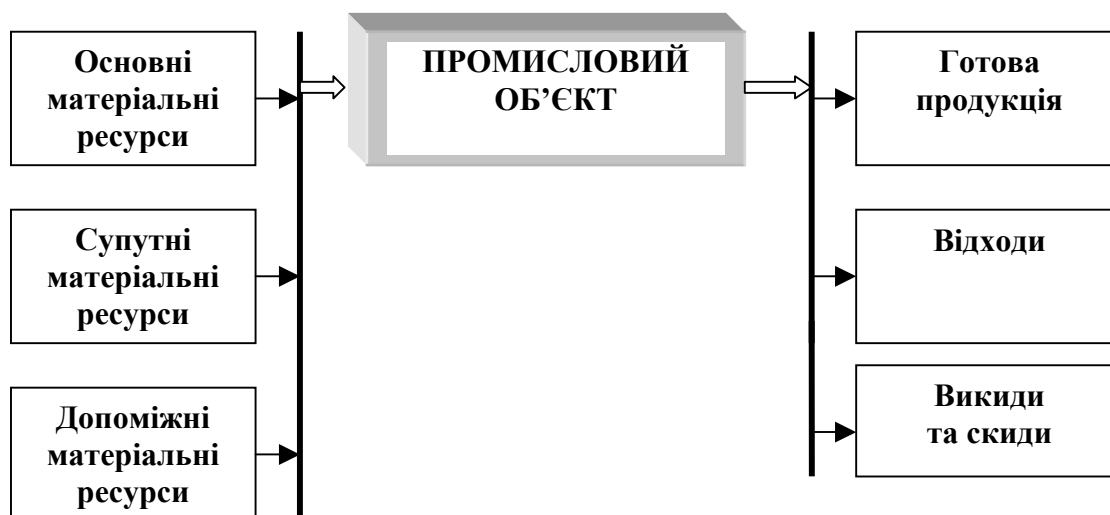 Основні
матеріальні
ресурси
Супутні
матеріальні
ресурси
Допоміжні
матеріальні
ресурси
ПРОМИСЛОВИЙ
ОБ’ЄКТ
Готова
продукція
Відходи
Викиди
та скиди